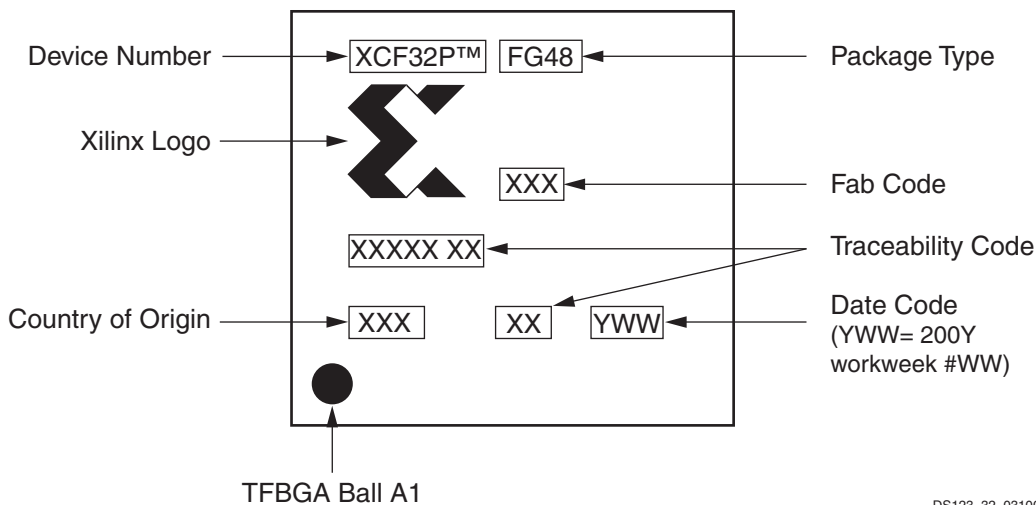 Device Number
XCF32P™
FG48
Package Type
Xilinx Logo
XXX
Fab Code
XXXXX XX
Traceability Code
Country of Origin
XXX
XX
YWW
Date Code
(YWW= 200Y
workweek #WW)
TFBGA Ball A1